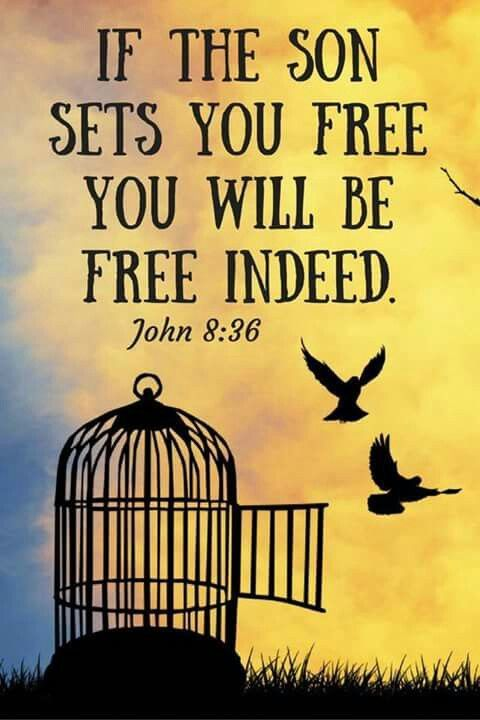 IF THE SON
SETS YOU FREE
YOU WILL BE
FREE INDEED.
John 8:36